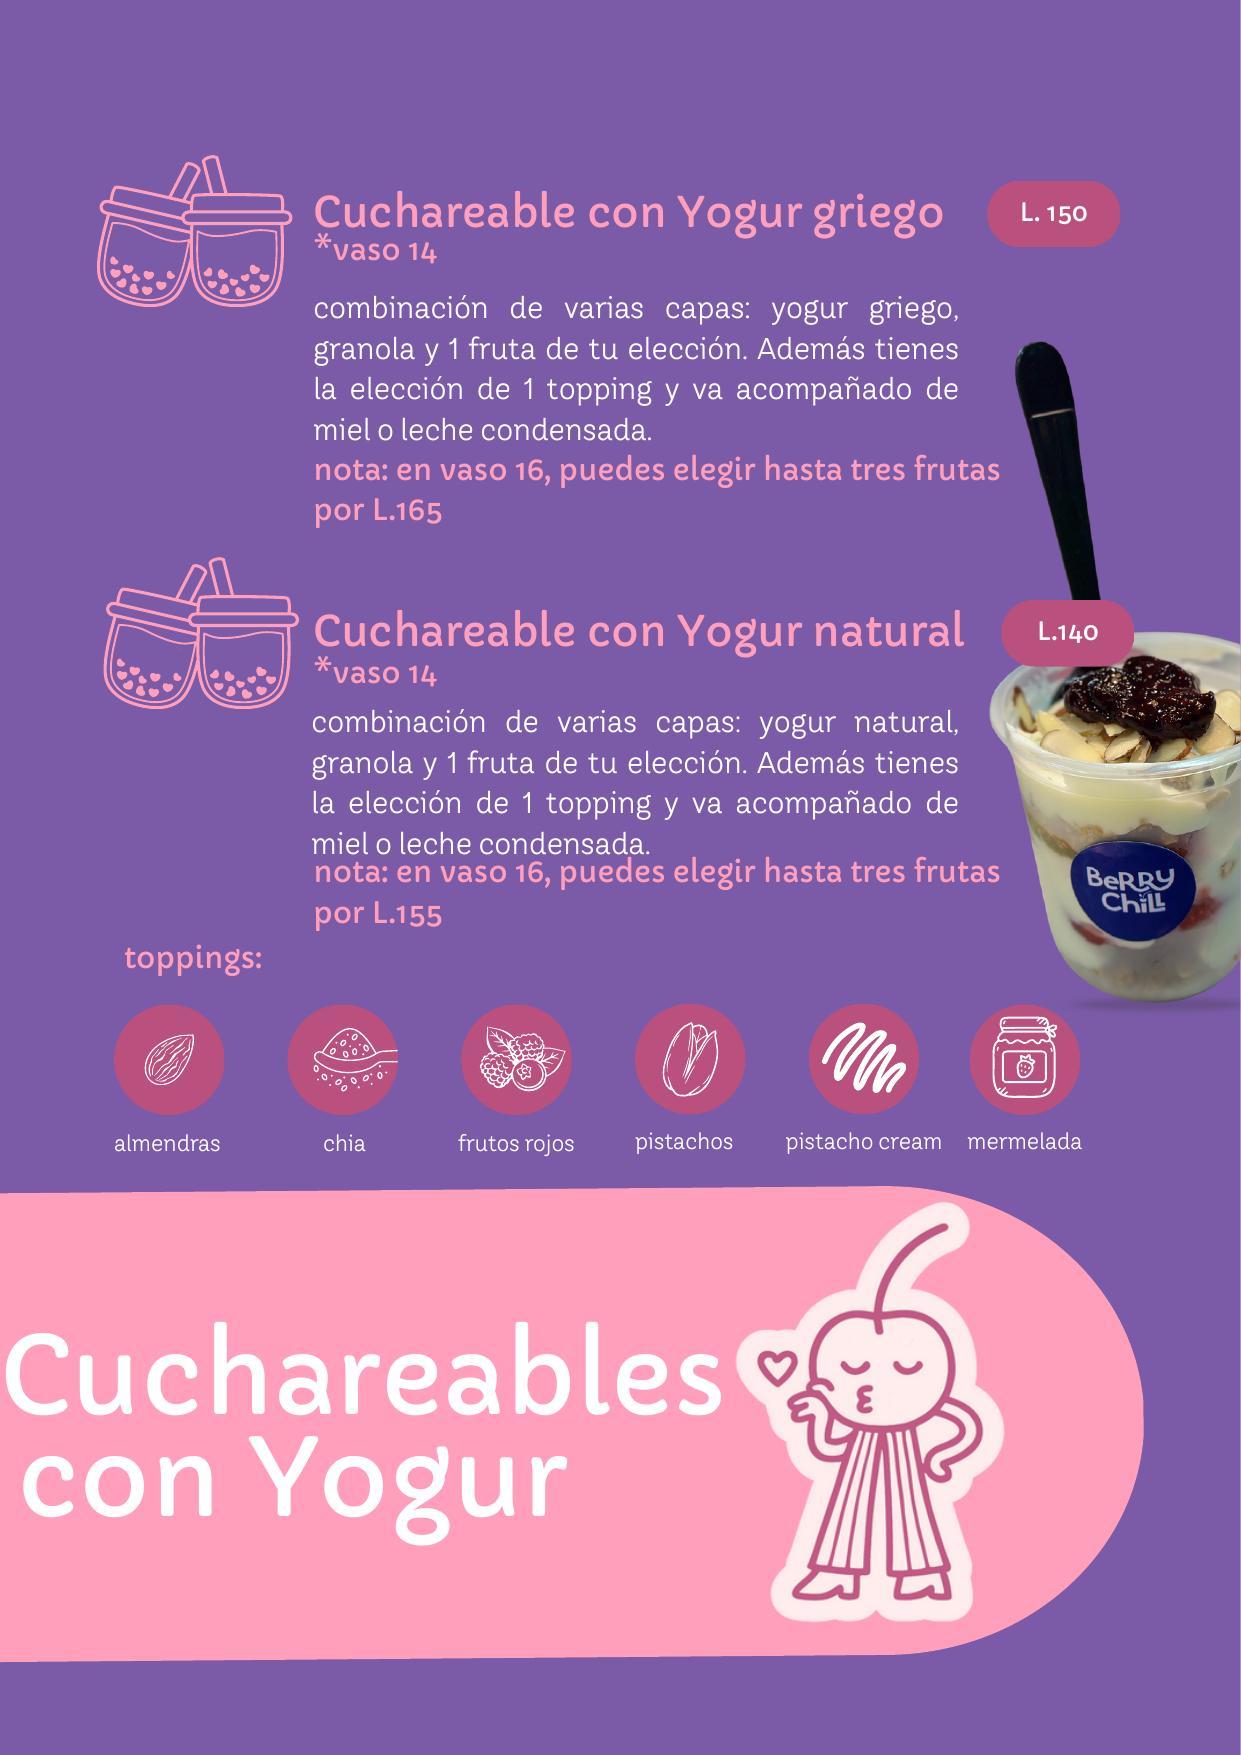 Cuchareable con Yogur griego
L. 150
*vaso 14
combinación de varias capas: yogur griego,
granola y 1 fruta de tu elección. Además tienes
la elección de 1 topping y va acompañado de
miel o leche condensada.
nota: en vaso 16, puedes elegir hasta tres frutas
por L.165
Cuchareable con Yogur natural
L.140
*vaso 14
combinación de varias capas: yogur natural,
granola y 1 fruta de tu elección. Además tienes
la elección de 1 topping y va acompañado de
miel o leche condensada.
nota: en vaso 16, puedes elegir hasta tres frutas
por L.155
BeRRy
Chill
toppings:
almendras
chia
frutos rojos
pistachos
pistacho cream
mermelada
Cuchareables
con Yogur